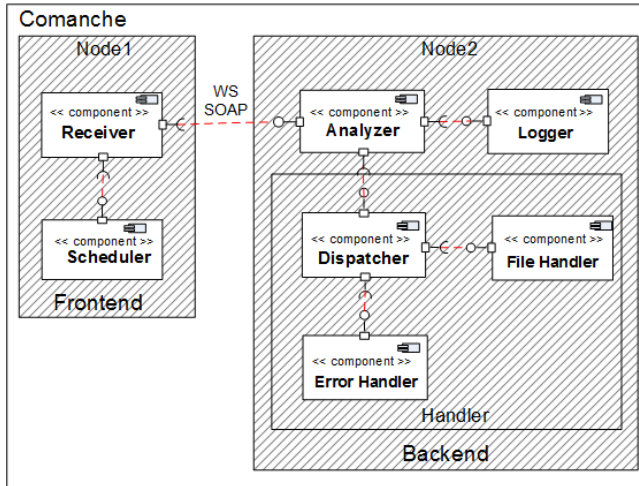 Comanche
Node1
Node2
WS
SOAP
<< component >>
Receiver
<< component >>
Analyzer
<< component >>
Logger
<< component >>
Scheduler
<< component >>
Dispatcher
<< component >>
File Handler
Frontend
<< component >>
Error Handler
Handler
Backend